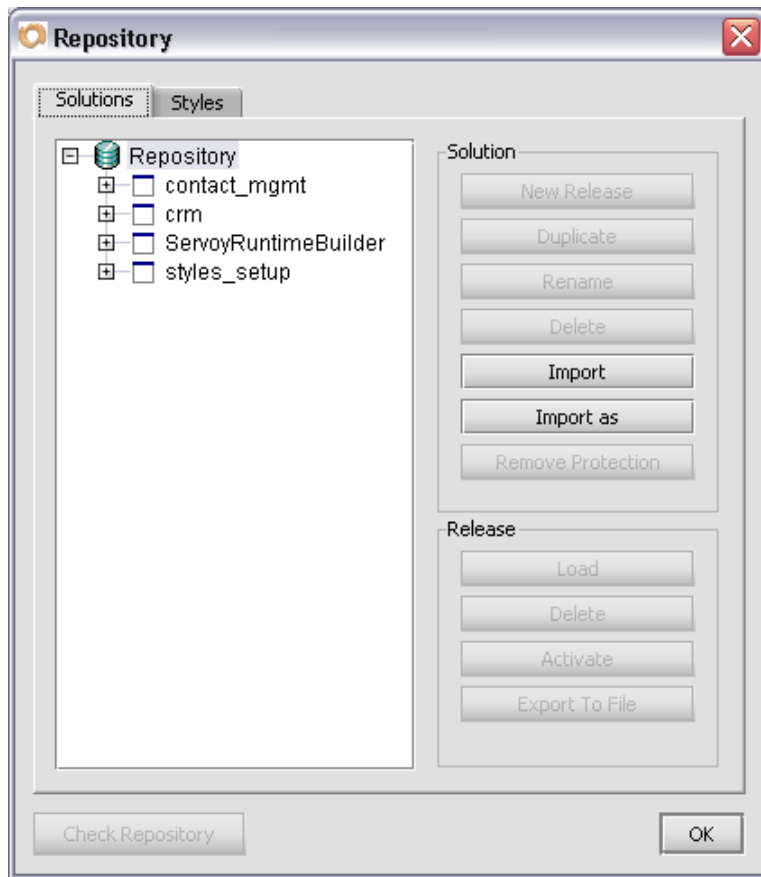 Repository
Solutions
Styles
Repository
contact_mgmt
crm
ServoyRuntimeBuilder
styles_setup
Solution
New Release
Duplicate
Rename
Delete
Import
Import as
Remove Protection
Release
Load
Delete
Activate
Export To File
Check Repository
OK